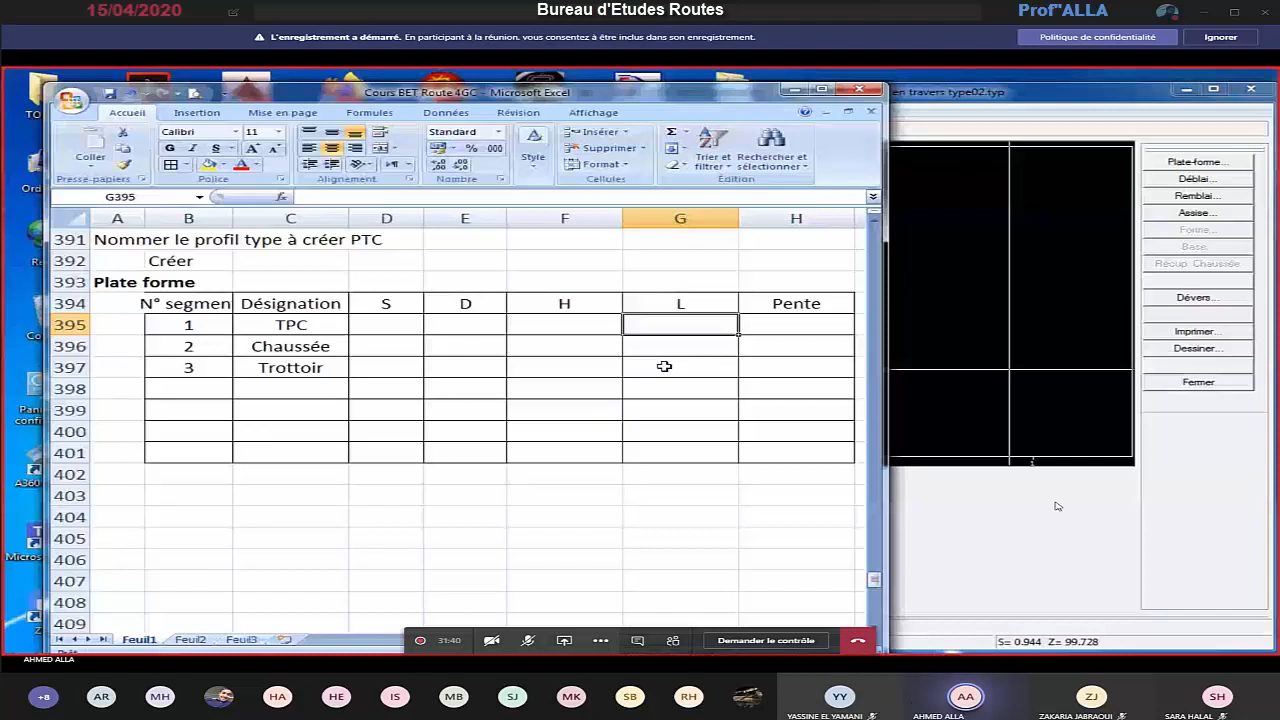 15/04/2020
Bureau d'Etudes Routes
Prof"ALLA
L'enregistrement a démarré. En participant à la réunion, vous consentez à être inclus dans son enregistrement.
Politique de confidentialité
Ignorer
Cours BET Route 4GC - Microsoft Excel
en travers type02.typ
Accueil
Insertion
Formules
Données
Révision
Affichage
Calibri
11
Standard
Insérer
Supprimer
Format
Coller
G
I
S
Style
000
Trier et filtrer
Rechercher et sélectionner
Presse-papiers
Police
Alignement
Nombre
Cellules
Édition
G395
A B C D E F G H
391 Nommer le profil type à créer PTC
392 Créer
393 Plate forme
394 N° segmen Désignation S D H L Pente
395 1 TPC
396 2 Chaussée
397 3 Trottoir
398
399
400
401
402
403
404
405
406
407
408
409
Feuil1 Feuil2 Feuil3
Plate-forme...
Déblai...
Remblai...
Assise...
Forme...
Base.
Récup Chaussée
Dévers...
Imprimer...
Dessiner...
Fermer
S= 0.944 Z= 99.728
31:40
Demander le contrôle
AHMED ALLA
+8
AR
MH
HA
HE
IS
MB
SJ
MK
SB
RH
YY
YASSINE EL YAMANI
AA
AHMED ALLA
ZJ
ZAKARIA JABRAOUI
SH
SARA HALAL